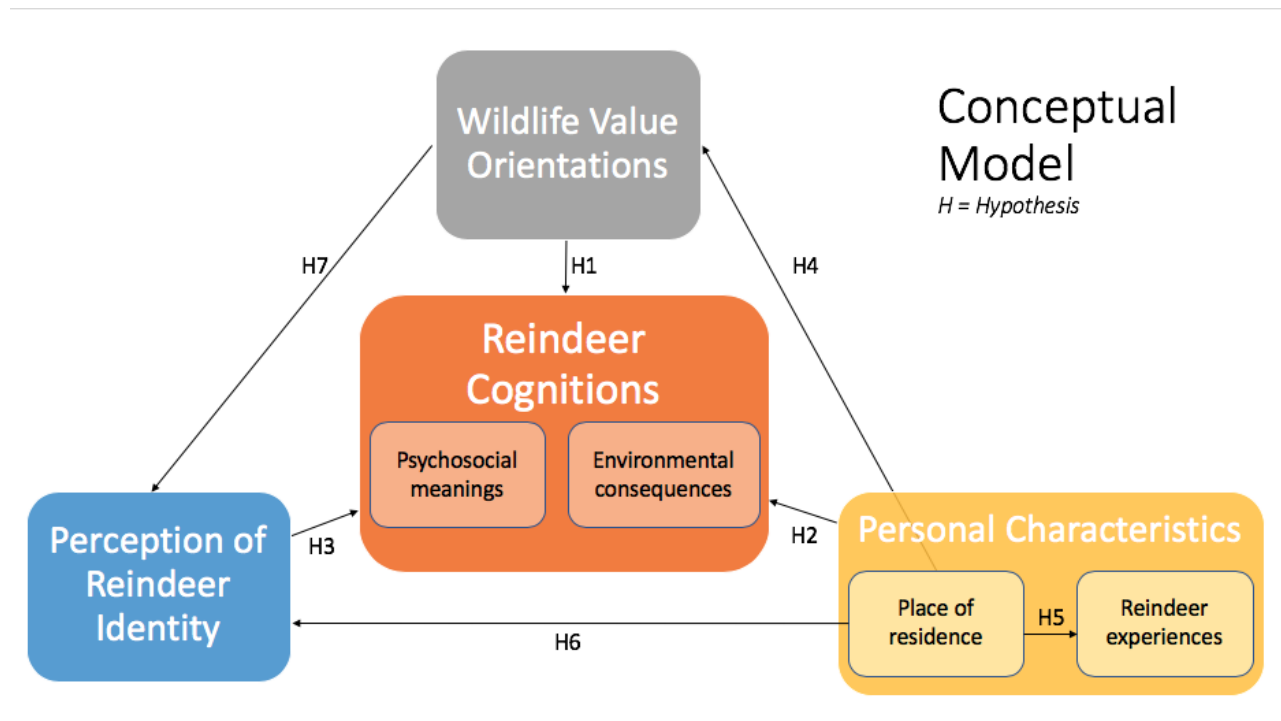 Conceptual
Model
H = Hypothesis
Wildlife Value
Orientations
H7
H1
H4
Reindeer
Cognitions
Psychosocial
meanings
Environmental
consequences
Perception of
Reindeer
Identity
H3
H2
Personal Characteristics
Place of
residence
H5
Reindeer
experiences
H6